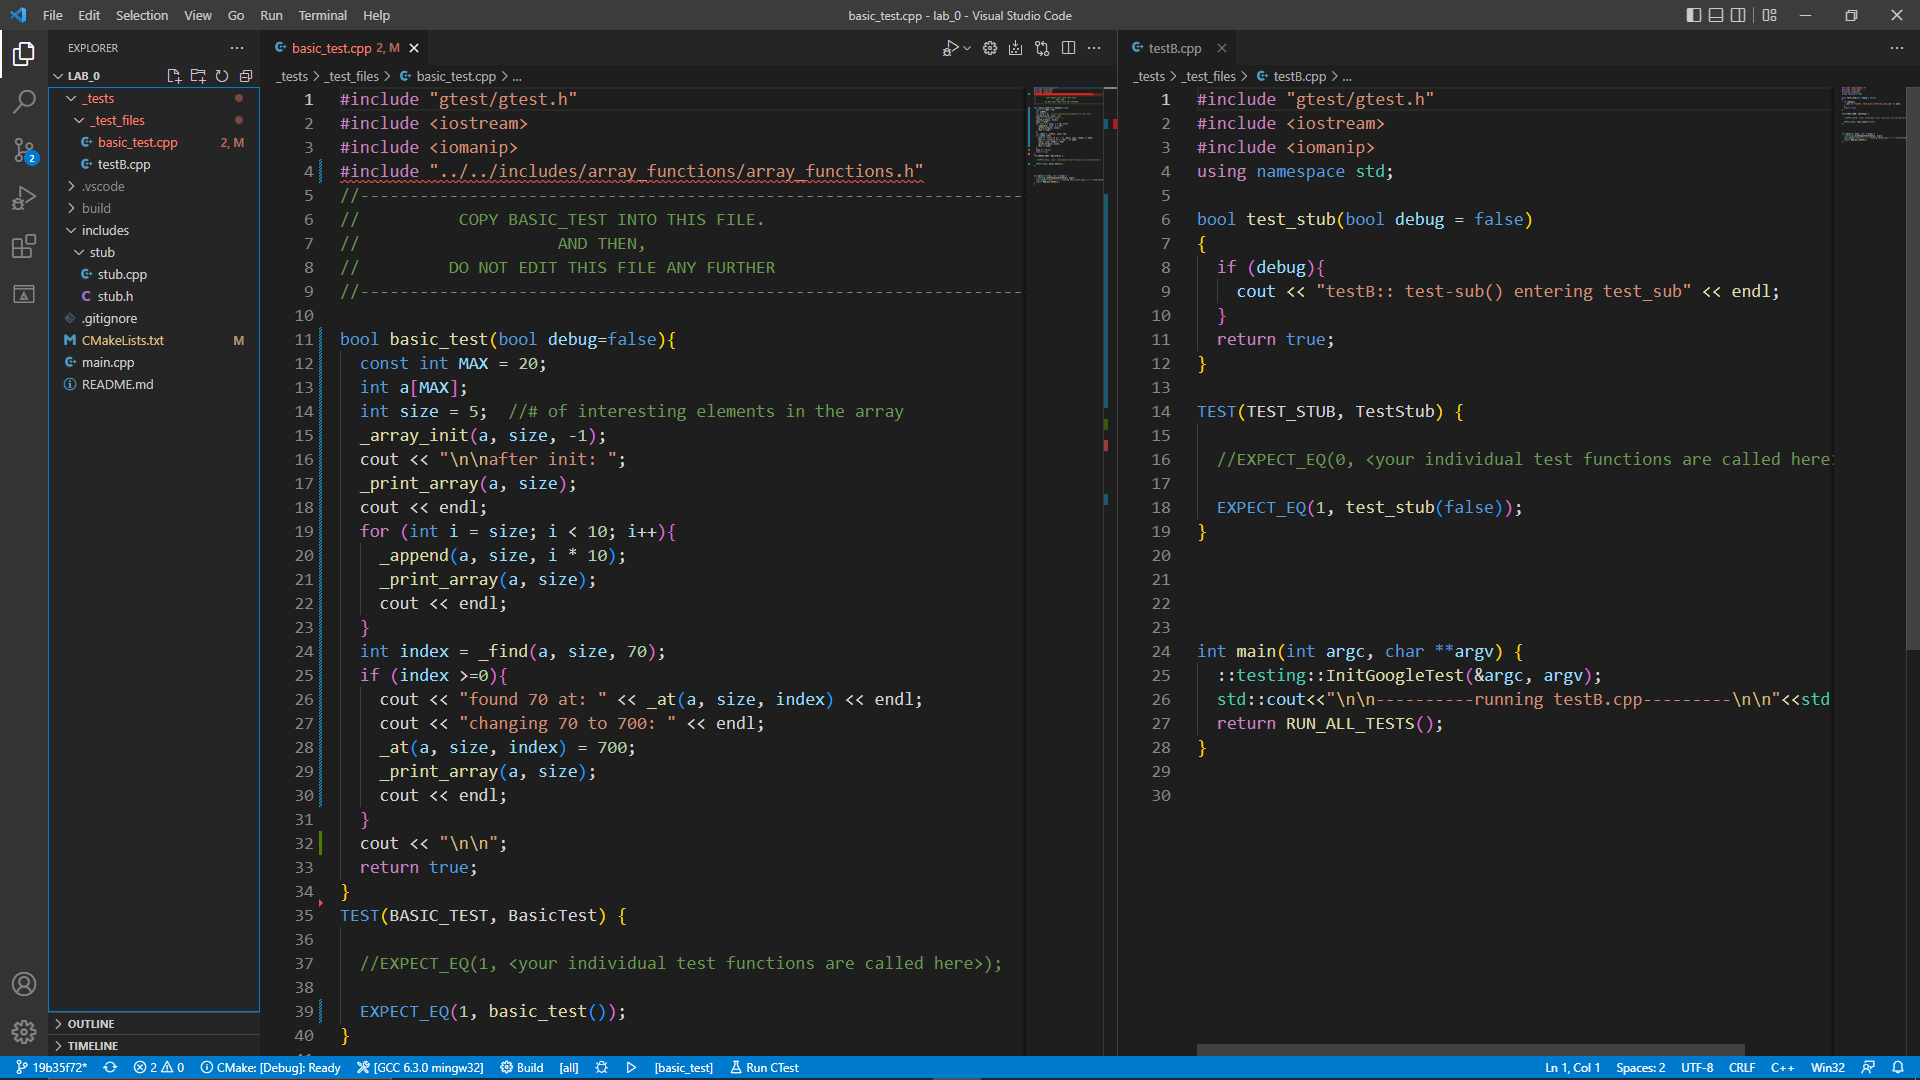 File Edit Selection View Go Run Terminal Help
basic_test.cpp - lab_0 - Visual Studio Code
EXPLORER
LAB_0
_tests
_test_files
basic_test.cpp 2, M
testB.cpp
.vscode
build
includes
stub
stub.cpp
stub.h
.gitignore
CMakeLists.txt M
main.cpp
README.md
OUTLINE
TIMELINE
2
basic_test.cpp 2, M
_tests > _test_files > basic_test.cpp > ...
1 #include "gtest/gtest.h"
2 #include <iostream>
3 #include <iomanip>
4 #include "../../includes/array_functions/array_functions.h"
5 //-------------------------------------------------------------------
6 //          COPY BASIC_TEST INTO THIS FILE.
7 //                    AND THEN,
8 //         DO NOT EDIT THIS FILE ANY FURTHER
9 //-------------------------------------------------------------------
10
11 bool basic_test(bool debug=false){
12   const int MAX = 20;
13   int a[MAX];
14   int size = 5;  //# of interesting elements in the array
15   _array_init(a, size, -1);
16   cout << "\n\nafter init: ";
17   _print_array(a, size);
18   cout << endl;
19   for (int i = size; i < 10; i++){
20     _append(a, size, i * 10);
21     _print_array(a, size);
22     cout << endl;
23   }
24   int index = _find(a, size, 70);
25   if (index >=0){
26     cout << "found 70 at: " << _at(a, size, index) << endl;
27     cout << "changing 70 to 700: " << endl;
28     _at(a, size, index) = 700;
29     _print_array(a, size);
30     cout << endl;
31   }
32   cout << "\n\n";
33   return true;
34 }
35 TEST(BASIC_TEST, BasicTest) {
36
37   //EXPECT_EQ(1, <your individual test functions are called here>);
38
39   EXPECT_EQ(1, basic_test());
40 }
testB.cpp
_tests > _test_files > testB.cpp > ...
1 #include "gtest/gtest.h"
2 #include <iostream>
3 #include <iomanip>
4 using namespace std;
5
6 bool test_stub(bool debug = false)
7 {
8   if (debug){
9     cout << "testB:: test-sub() entering test_sub" << endl;
10   }
11   return true;
12 }
13
14 TEST(TEST_STUB, TestStub) {
15
16   //EXPECT_EQ(0, <your individual test functions are called here>
17
18   EXPECT_EQ(1, test_stub(false));
19 }
20
21
22
23
24 int main(int argc, char **argv) {
25   ::testing::InitGoogleTest(&argc, argv);
26   std::cout<<"\n\n----------running testB.cpp---------\n\n"<<std
27   return RUN_ALL_TESTS();
28 }
29
30
19b35f72* 2 0 CMake: [Debug]: Ready [GCC 6.3.0 mingw32] Build [all] [basic_test] Run CTest Ln 1, Col 1 Spaces: 2 UTF-8 CRLF C++ Win32